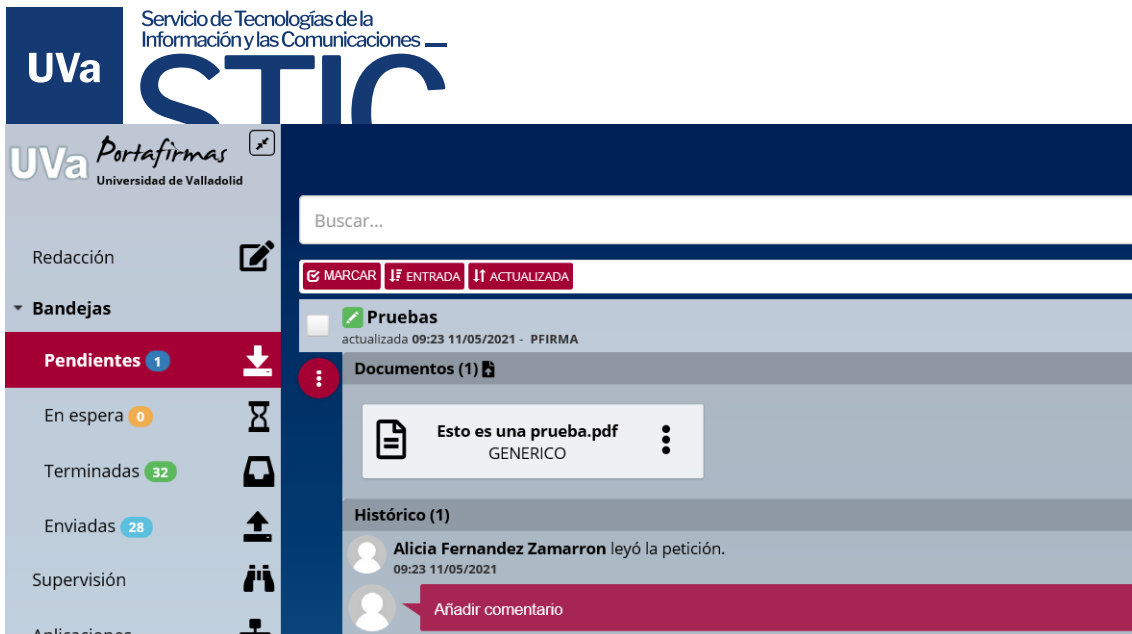 Servicio de Tecnologías de la
Información y las Comunicaciones
UVa
STIC
UVa Portafirmas
Universidad de Valladolid
Buscar...
Redacción
MARCAR ENTRADA ACTUALIZADA
Bandejas
Pruebas
actualizada 09:23 11/05/2021 - PFIRMA
Pendientes 1
Documentos (1)
En espera 0
Esto es una prueba.pdf
GENERICO
Terminadas 32
Enviadas 28
Histórico (1)
Alicia Fernandez Zamarron leyó la petición.
09:23 11/05/2021
Supervisión
Añadir comentario
Aplicaciones